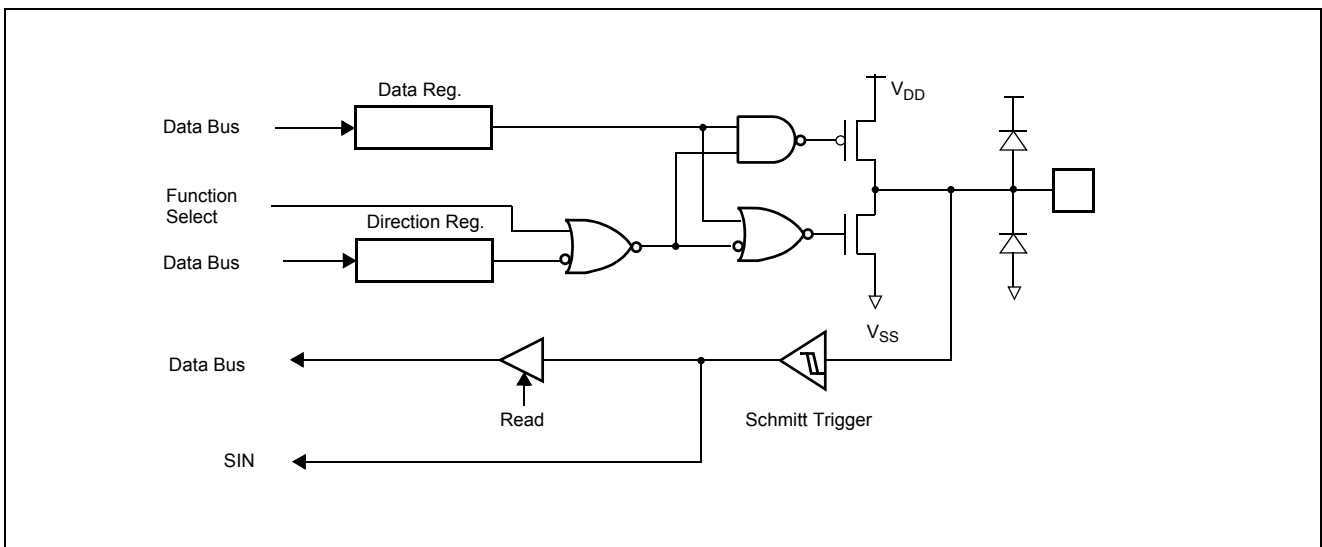 Data Reg.
V_DD
Data Bus
Function
Select
Direction Reg.
Data Bus
V_SS
Data Bus
Read
Schmitt Trigger
SIN